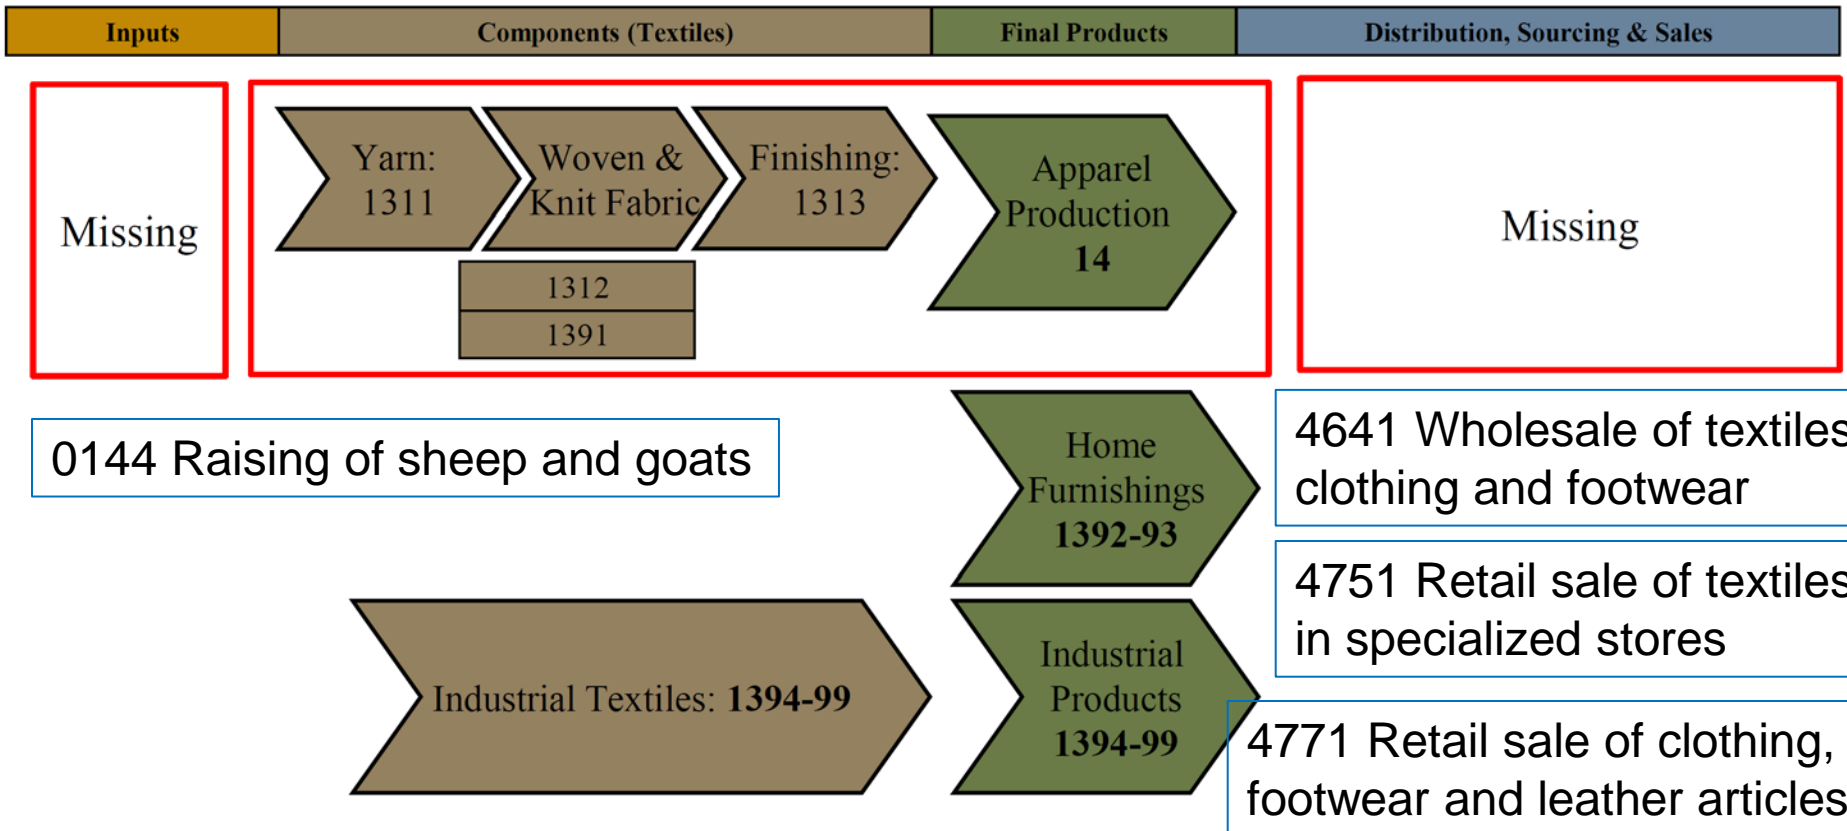 Inputs
Components (Textiles)
Final Products
Distribution, Sourcing & Sales
Missing
Yarn:
1311
Woven &
Knit Fabric
1312
1391
Finishing:
1313
Apparel
Production
14
Missing
0144 Raising of sheep and goats
Home
Furnishings
1392-93
4641 Wholesale of textiles
clothing and footwear
4751 Retail sale of textiles
in specialized stores
Industrial Textiles: 1394-99
Industrial
Products
1394-99
4771 Retail sale of clothing,
footwear and leather articles